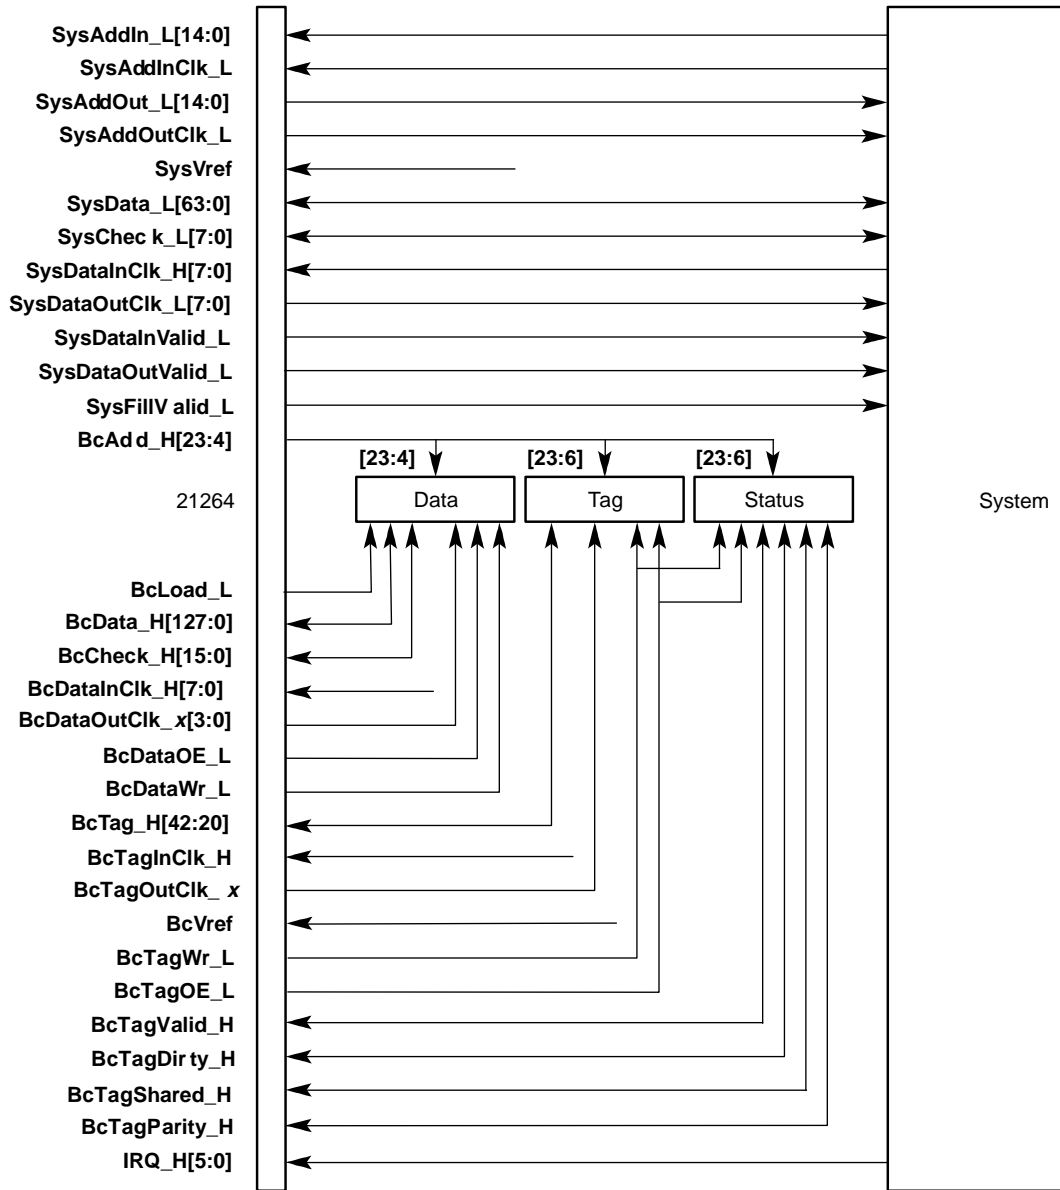 SysAddIn_L[14:0]
SysAddInClk_L
SysAddOut_L[14:0]
SysAddOutClk_L
SysVref
SysData_L[63:0]
SysChec k_L[7:0]
SysDataInClk_H[7:0]
SysDataOutClk_L[7:0]
SysDataInValid_L
SysDataOutValid_L
SysFillV alid_L
BcAd d_H[23:4]
[23:4] [23:6] [23:6]
21264 Data Tag Status System
BcLoad_L
BcData_H[127:0]
BcCheck_H[15:0]
BcDataInClk_H[7:0]
BcDataOutClk_x[3:0]
BcDataOE_L
BcDataWr_L
BcTag_H[42:20]
BcTagInClk_H
BcTagOutClk_ x
BcVref
BcTagWr_L
BcTagOE_L
BcTagValid_H
BcTagDir ty_H
BcTagShared_H
BcTagParity_H
IRQ_H[5:0]